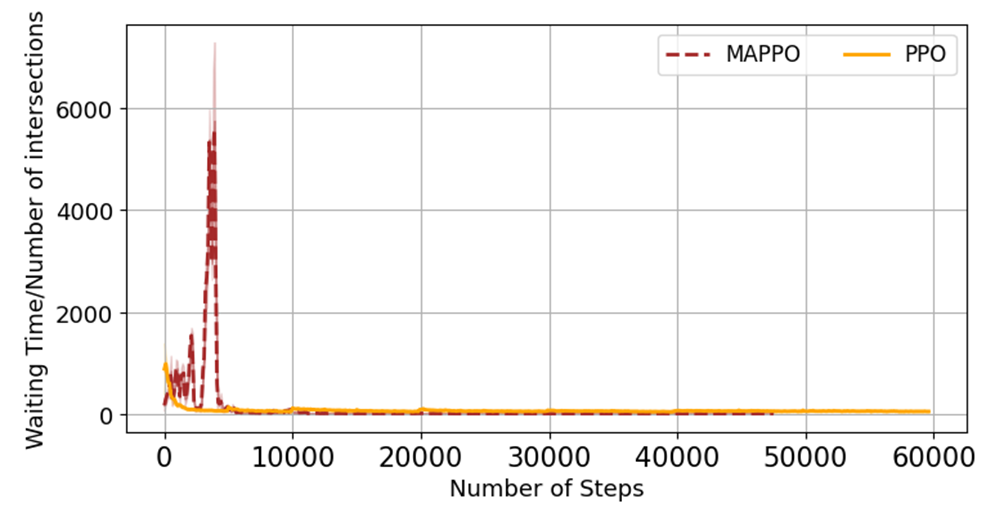 Waiting Time/Number of intersections
MAPPO PPO
6000
4000
2000
0
0 10000 20000 30000 40000 50000 60000
Number of Steps